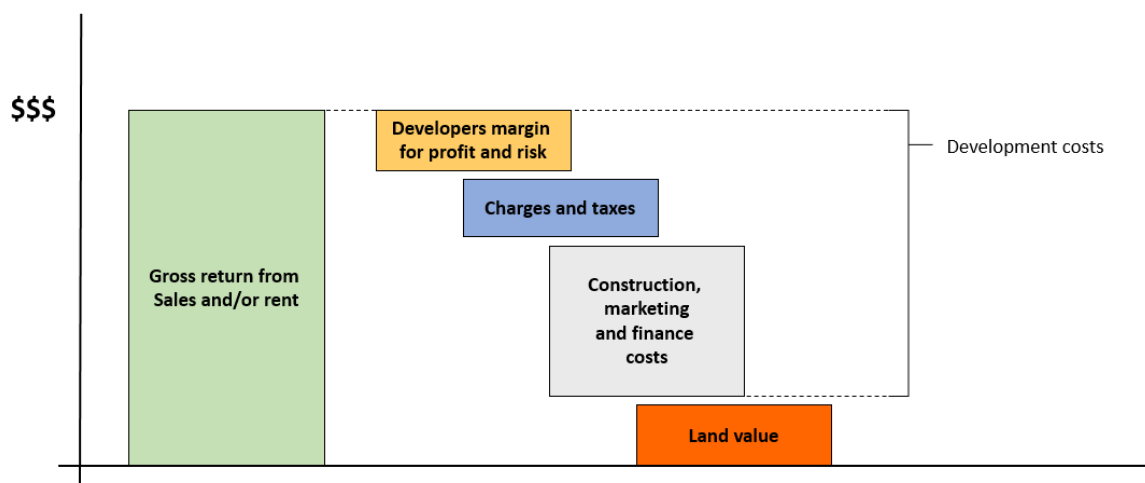 $$$
Developers margin
for profit and risk
Development costs
Charges and taxes
Gross return from
Sales and/or rent
Construction,
marketing
and finance
costs
Land value